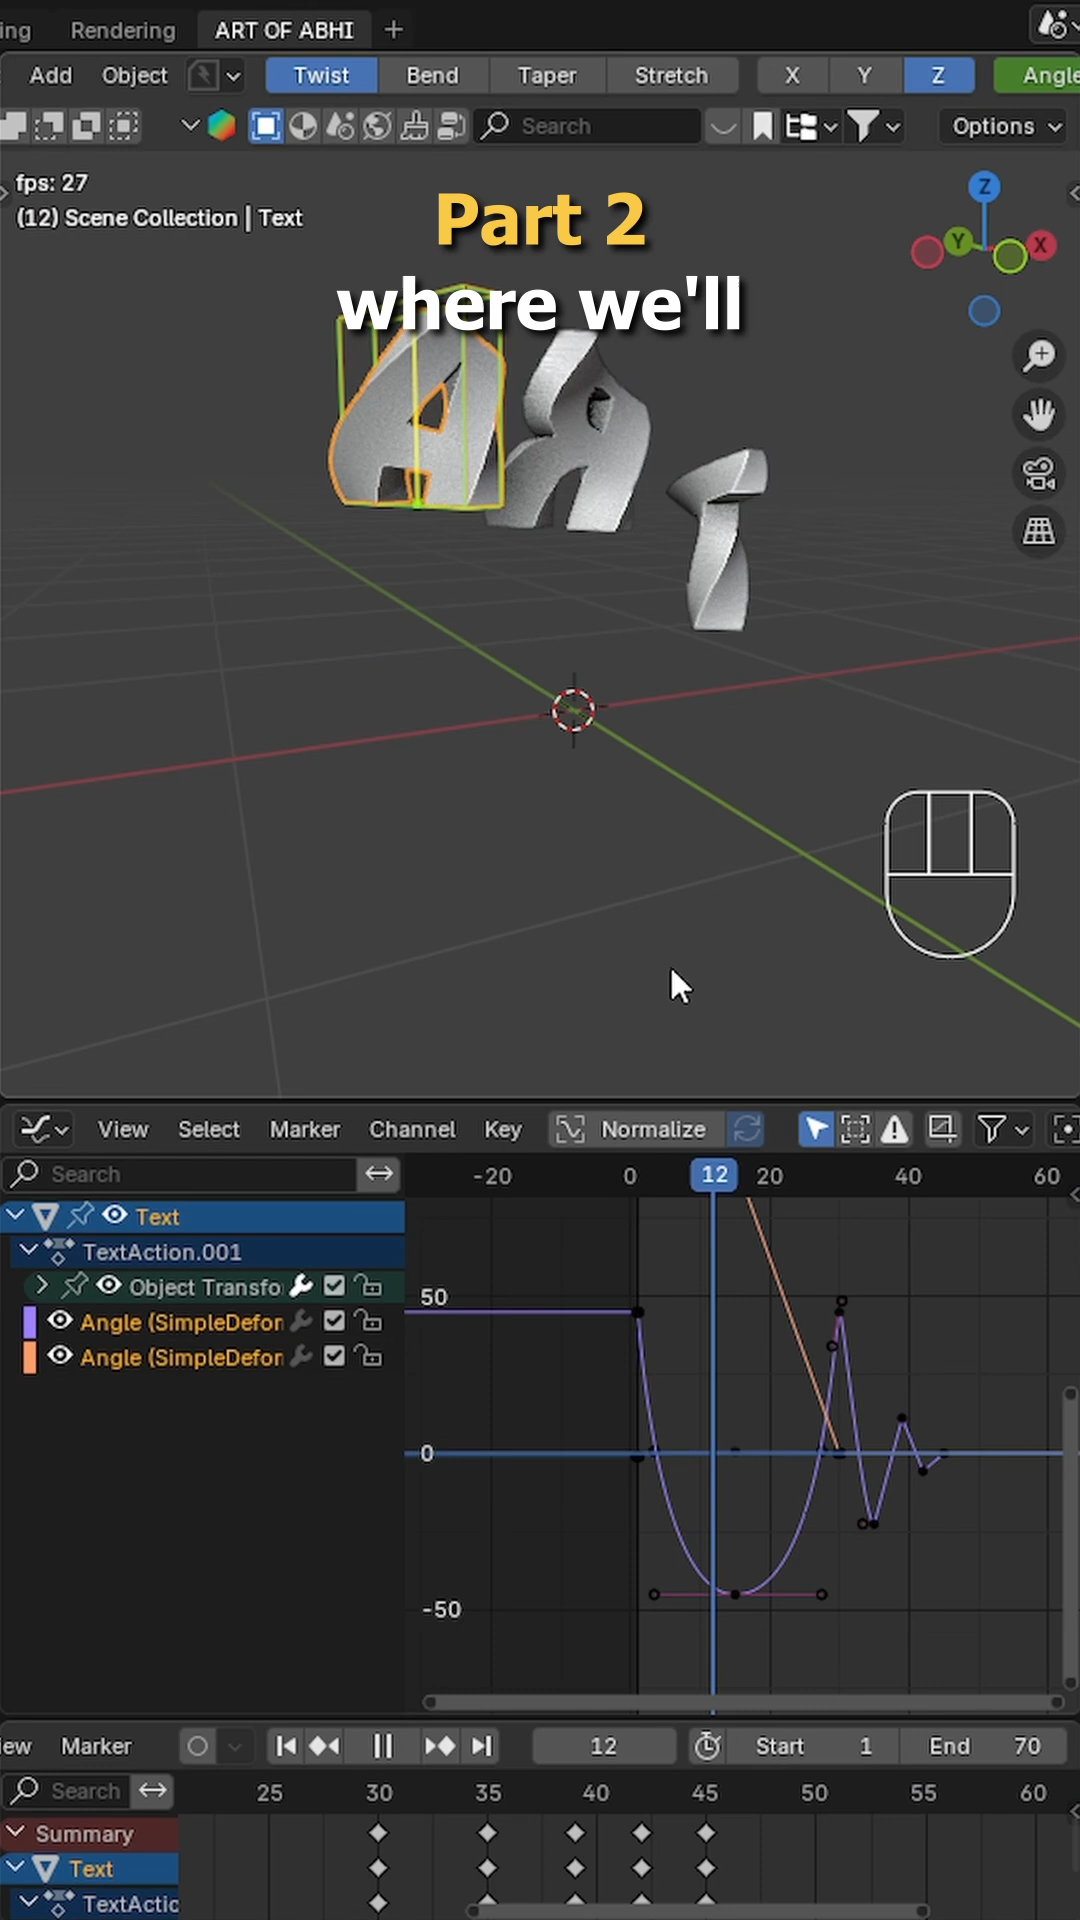 ing Rendering ART OF ABHI +
Add Object Twist Bend Taper Stretch X Y Z Angle
Search Options
fps: 27
(12) Scene Collection | Text
Part 2
where we'll
Z
Y X
ART
View Select Marker Channel Key Normalize
Search -20 0 12 20 40 60
Text
TextAction.001
Object Transfo
Angle (SimpleDefor
Angle (SimpleDefor
50
0
-50
iew Marker 12 Start 1 End 70
Search 25 30 35 40 45 50 55 60
Summary
Text
TextActic